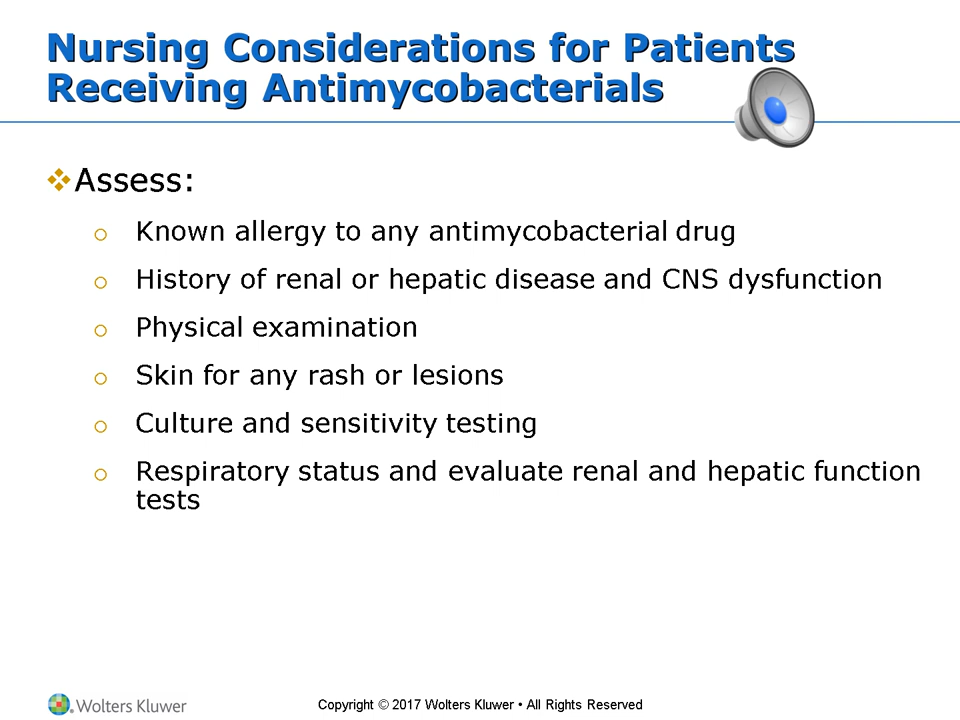 Nursing Considerations for Patients
Receiving Antimycobacterials
❖Assess:
o Known allergy to any antimycobacterial drug
o History of renal or hepatic disease and CNS dysfunction
o Physical examination
o Skin for any rash or lesions
o Culture and sensitivity testing
o Respiratory status and evaluate renal and hepatic function
tests
Wolters Kluwer
Copyright © 2017 Wolters Kluwer • All Rights Reserved